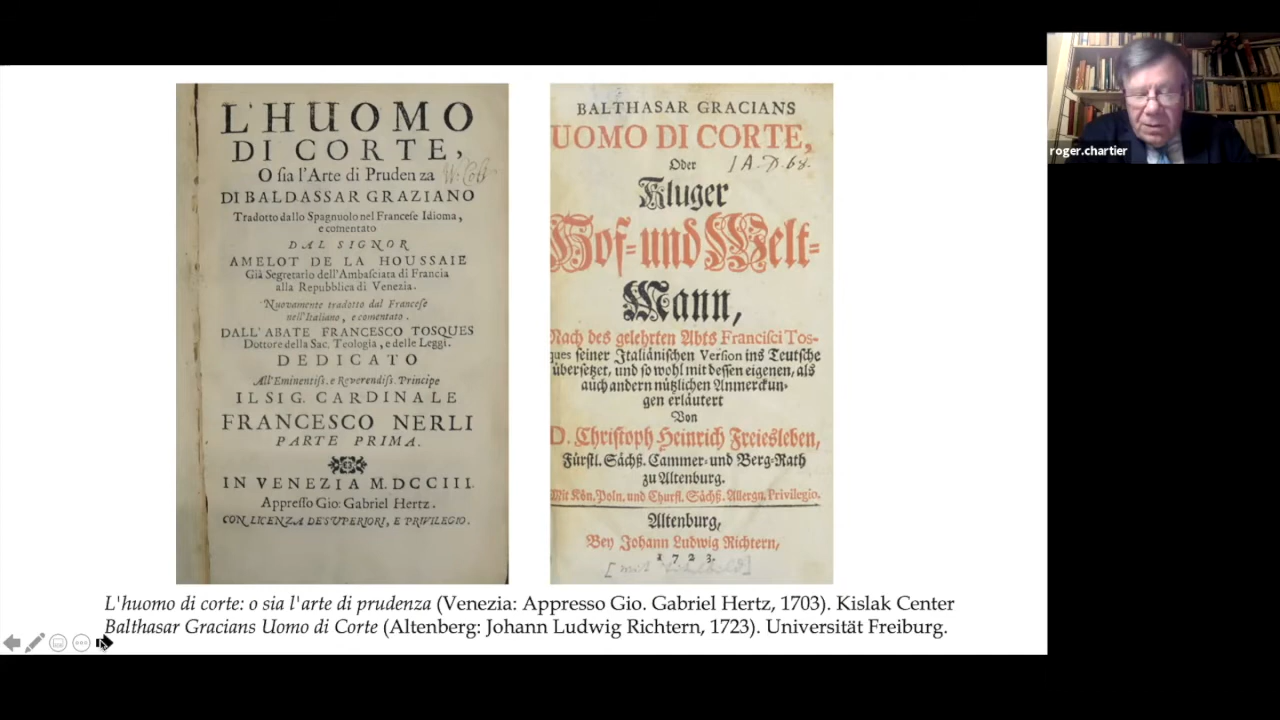 L'HUOMO
DI CORTE,
O sia l'Arte di Pruden za
DI BALDASSAR GRAZIANO
Tradotto dallo Spagnuolo nel Francese Idioma,
e comentato
DAL SIGNOR
AMELOT DE LA HOUSSAIE
Già Segretario dell'Ambasciata di Francia
alla Repubblica di Venezia.
Nuovamente tradotto dal Francese
nell'Italiano, e comentato.
DALL'ABATE FRANCESCO TOSQUES
Dottore della Sac. Teologia, e delle Leggi.
DEDICATO
All'Eminentiss. e Reverendiss. Principe
IL SIG. CARDINALE
FRANCESCO NERLI
PARTE PRIMA.
IN VENEZIA M. DCCIII.
Appresso Gio: Gabriel Hertz.
CON LICENZA DE'SUPERIORI, E PRIVILEGIO.
BALTHASAR GRACIANS
UOMO DI CORTE,
Oder
Kluger
Hof- und Welt-
Mann,
Nach des gelehrten Abts Francisci Tos-
ques seiner Italiänischen Version ins Teutsche
übersetzet, und so wohl mit dessen eigenen, als
auch andern nützlichen Anmerckun-
gen erläutert
Von
D. Christoph Heinrich Freiesleben,
Fürstl. Sächß. Cammer- und Berg-Rath
zu Altenburg.
Mit Kön. Poln. und Churfl. Sächß. Allergn. Privilegio.
Altenburg,
Bey Johann Ludwig Richtern,
1723.
L'huomo di corte: o sia l'arte di prudenza (Venezia: Appresso Gio. Gabriel Hertz, 1703). Kislak Center
Balthasar Gracians Uomo di Corte (Altenberg: Johann Ludwig Richtern, 1723). Universität Freiburg.
roger.chartier